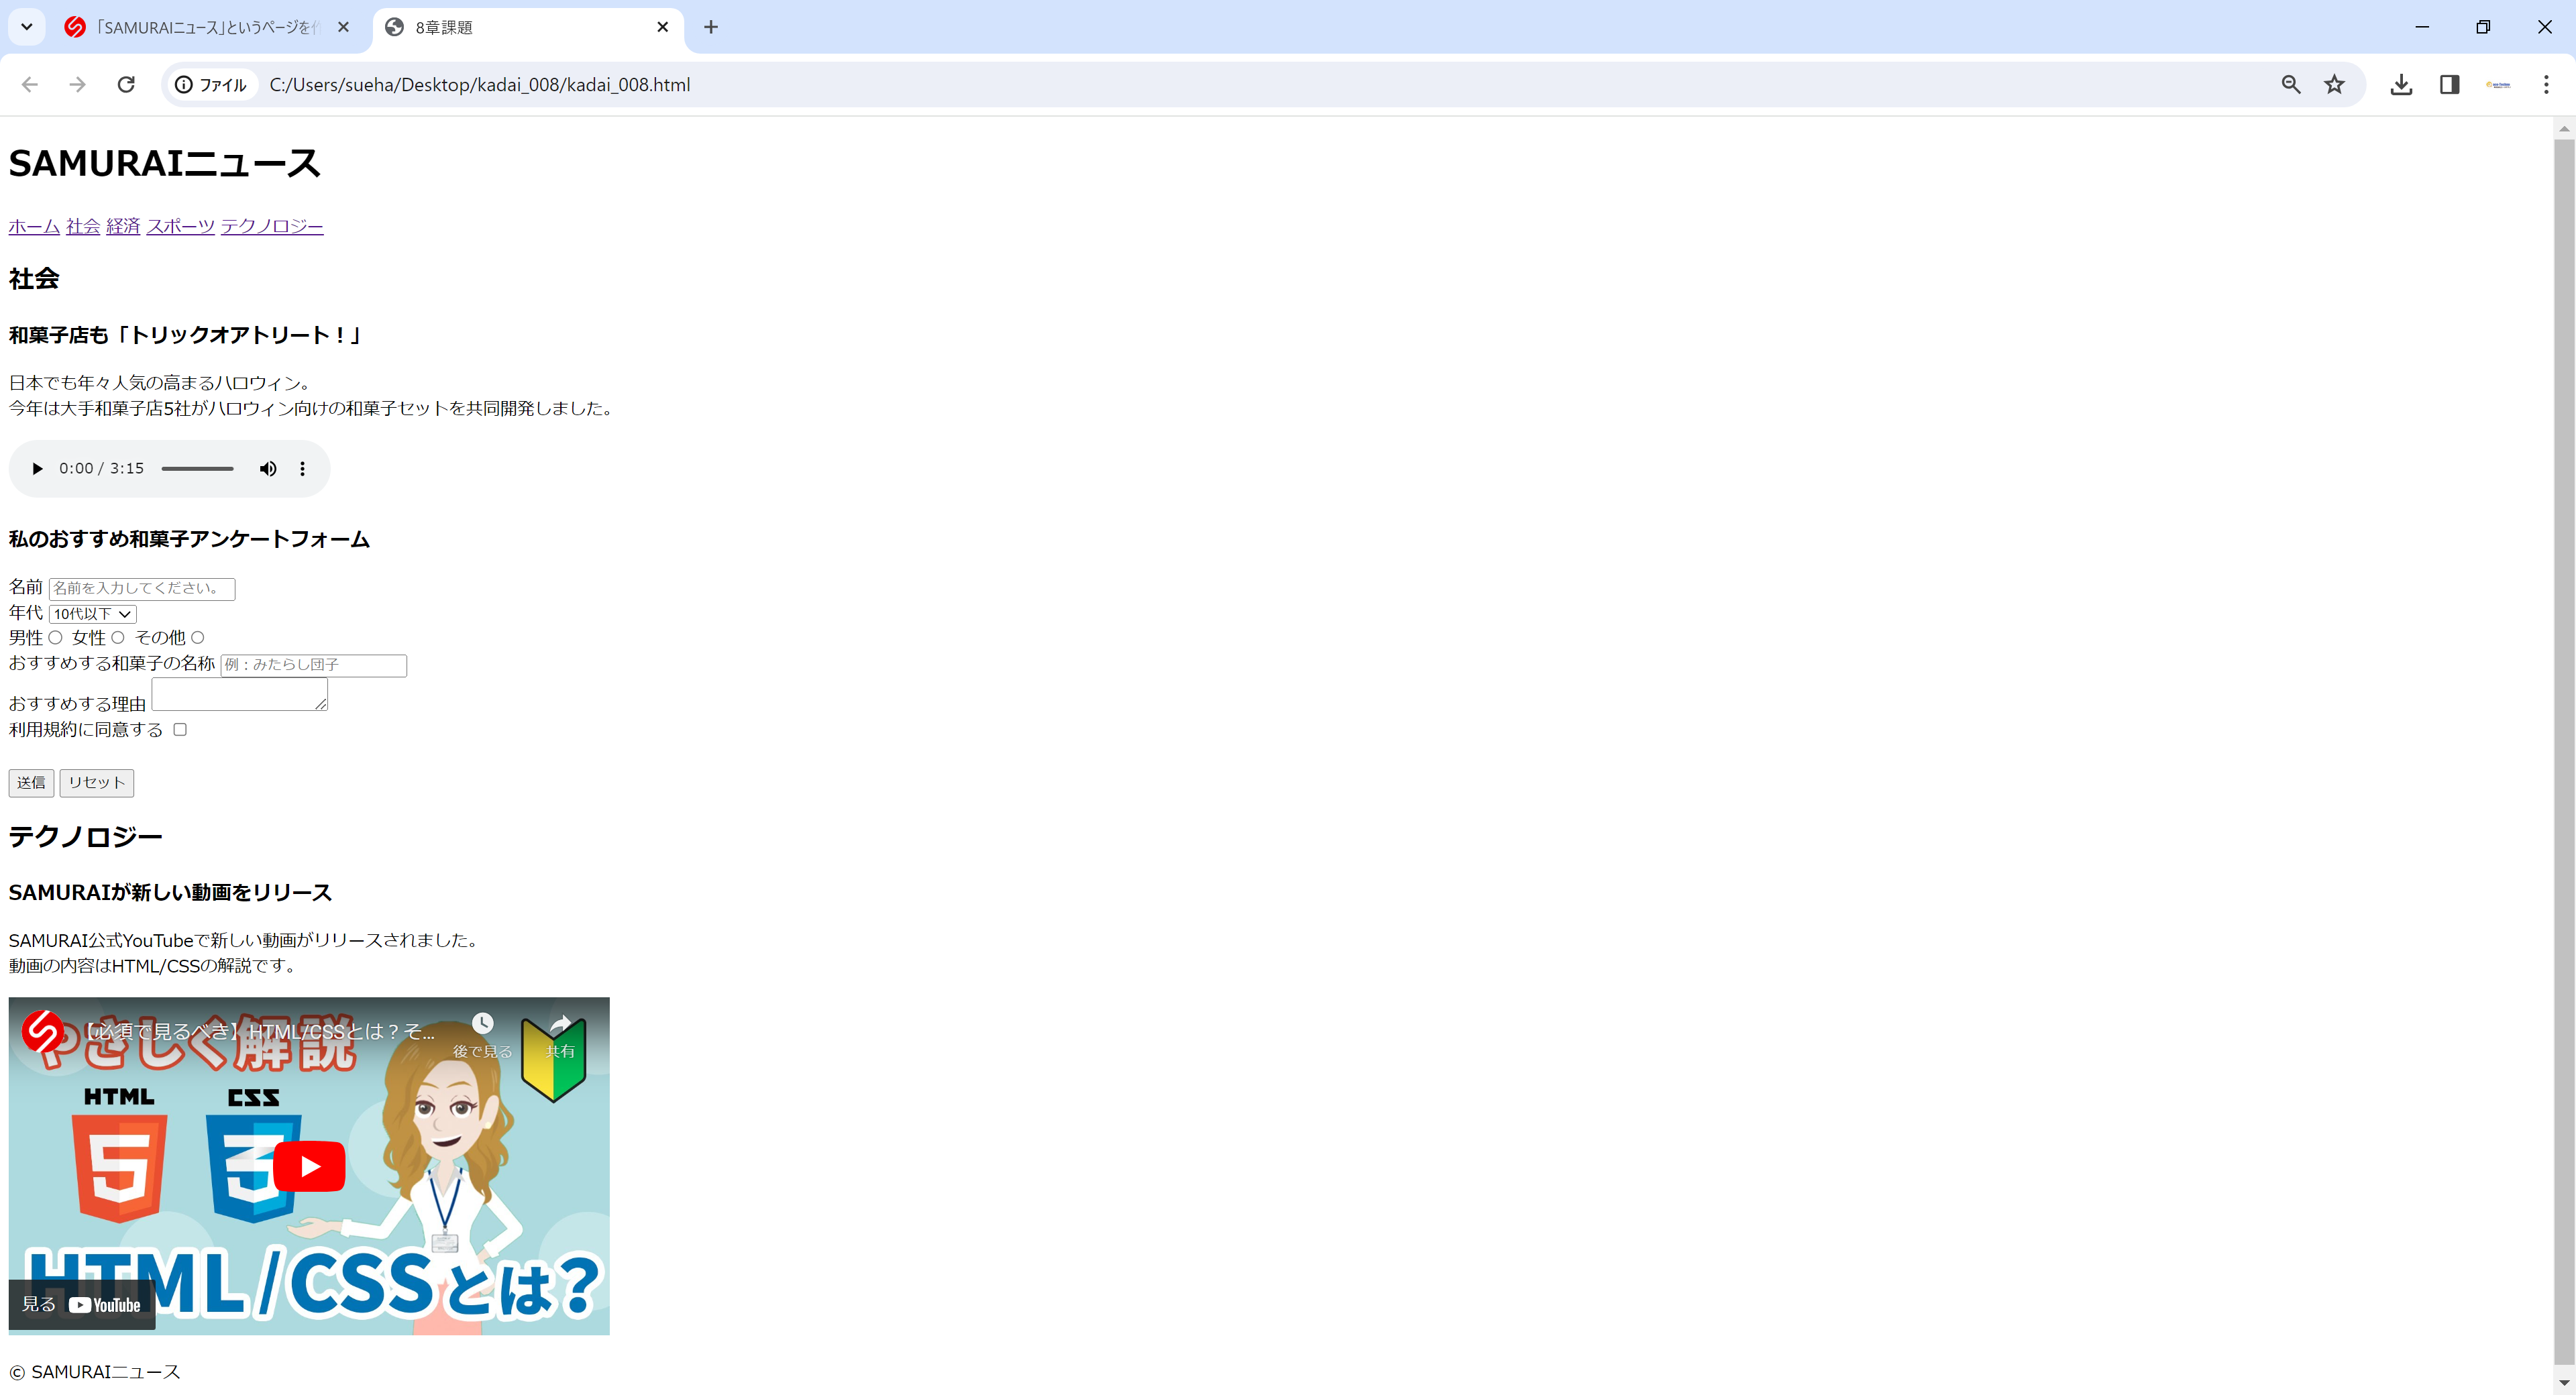 「SAMURAIニュース」というページを
8章課題
ファイル C:/Users/sueha/Desktop/kadai_008/kadai_008.html
SAMURAIニュース
ホーム 社会 経済 スポーツ テクノロジー
社会
和菓子店も「トリックオアトリート！」
日本でも年々人気の高まるハロウィン。
今年は大手和菓子店5社がハロウィン向けの和菓子セットを共同開発しました。
0:00 / 3:15
私のおすすめ和菓子アンケートフォーム
名前 名前を入力してください。
年代 10代以下
男性 女性 その他
おすすめする和菓子の名称 例：みたらし団子
おすすめする理由
利用規約に同意する
送信 リセット
テクノロジー
SAMURAIが新しい動画をリリース
SAMURAI公式YouTubeで新しい動画がリリースされました。
動画の内容はHTML/CSSの解説です。
【必須で見るべき】HTML/CSSとは？そ...
後で見る 共有
やさしく解説
HTML CSS
5 3
HTML/CSSとは？
見る YouTube
© SAMURAIニュース